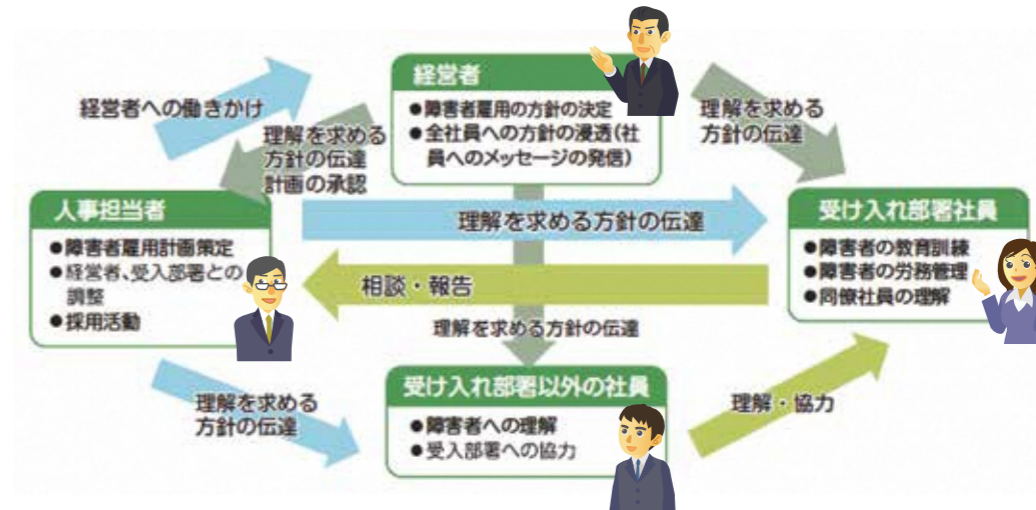 経営者
●障害者雇用の方針の決定
●全社員への方針の浸透(社
員へのメッセージの発信)
経営者への働きかけ
理解を求める
方針の伝達
計画の承認
理解を求める
方針の伝達
人事担当者
●障害者雇用計画策定
●経営者、受入部署との
調整
●採用活動
理解を求める方針の伝達
相談・報告
理解を求める方針の伝達
受け入れ部署社員
●障害者の教育訓練
●障害者の労務管理
●同僚社員の理解
理解を求める
方針の伝達
受け入れ部署以外の社員
●障害者への理解
●受入部署への協力
理解・協力